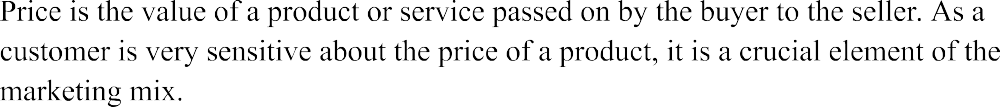 Price is the value of a product or service passed on by the buyer to the seller. As a
customer is very sensitive about the price of a product, it is a crucial element of the
marketing mix.